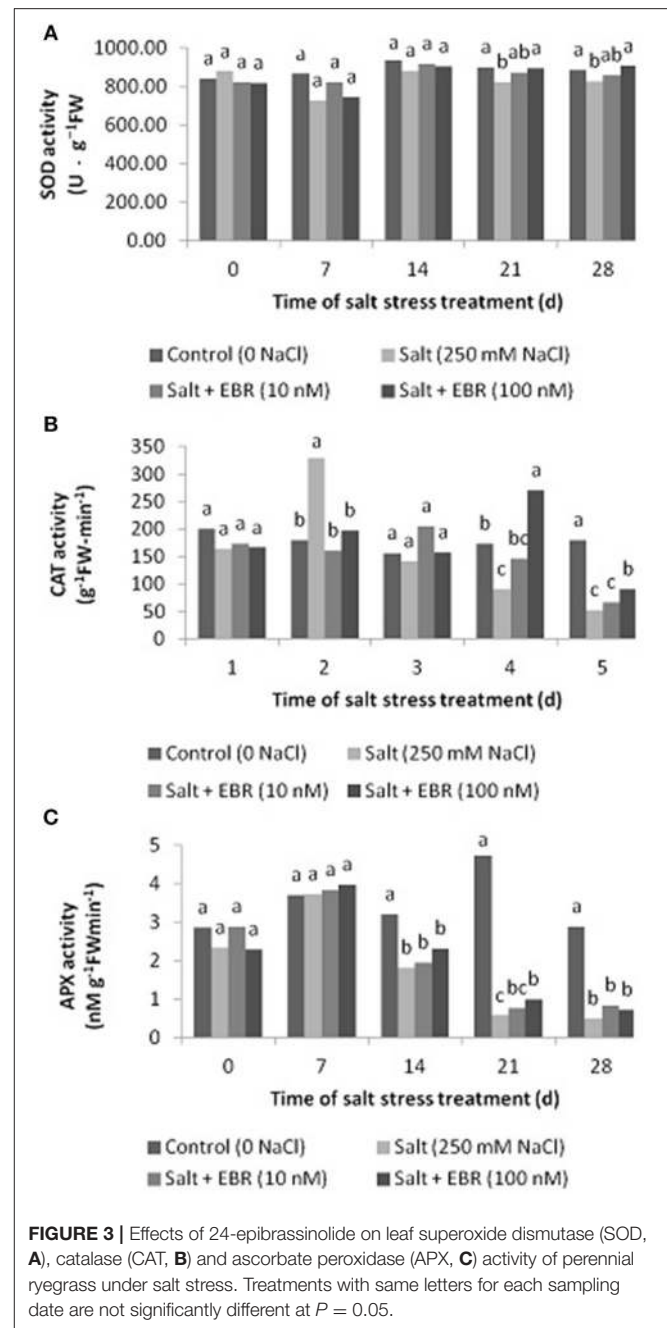 A
SOD activity
(U · g⁻¹FW)
1000.00
800.00
600.00
400.00
200.00
0.00
a a a a
a a a a
a a a a
a b ab a
a b ab a
0 7 14 21 28
Time of salt stress treatment (d)
Control (0 NaCl) Salt (250 mM NaCl)
Salt + EBR (10 nM) Salt + EBR (100 nM)
B
CAT activity
(g⁻¹FW-min⁻¹)
350
300
250
200
150
100
50
0
a a a a
b a b b
a a a a
b c bc a
a c c b
1 2 3 4 5
Time of salt stress treatment (d)
Control (0 NaCl) Salt (250 mM NaCl)
Salt + EBR (10 nM) Salt + EBR (100 nM)
C
APX activity
(nM g⁻¹FWmin⁻¹)
5
4
3
2
1
0
a a a a
a a a a
a b b b
a c bc b
a b b b
0 7 14 21 28
Time of salt stress treatment (d)
Control (0 NaCl) Salt (250 mM NaCl)
Salt + EBR (10 nM) Salt + EBR (100 nM)
FIGURE 3 | Effects of 24-epibrassinolide on leaf superoxide dismutase (SOD,
A), catalase (CAT, B) and ascorbate peroxidase (APX, C) activity of perennial
ryegrass under salt stress. Treatments with same letters for each sampling
date are not significantly different at P = 0.05.